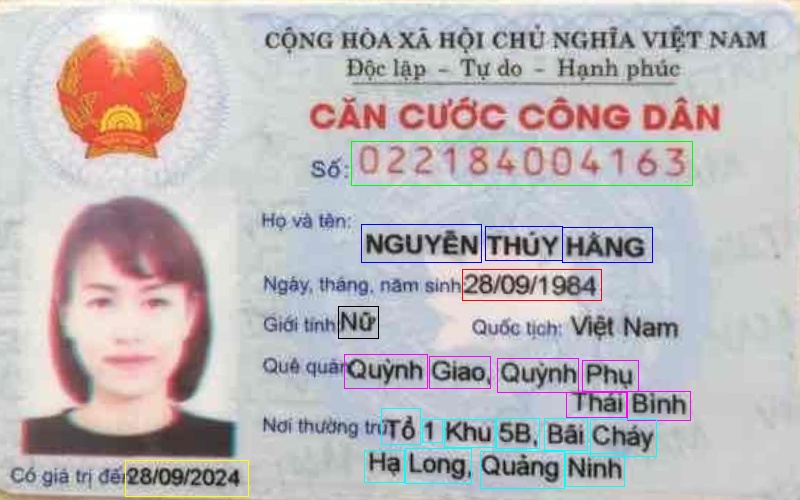 CỘNG HÒA XÃ HỘI CHỦ NGHĨA VIỆT NAM
Độc lập – Tự do – Hạnh phúc
CĂN CƯỚC CÔNG DÂN
Số: 022184004163
Họ và tên:
NGUYỄN THÚY HẰNG
Ngày, tháng, năm sinh: 28/09/1984
Giới tính: Nữ Quốc tịch: Việt Nam
Quê quán: Quỳnh Giao, Quỳnh Phụ
Thái Bình
Nơi thường trú: Tổ 1 Khu 5B, Bãi Cháy
Hạ Long, Quảng Ninh
Có giá trị đến: 28/09/2024